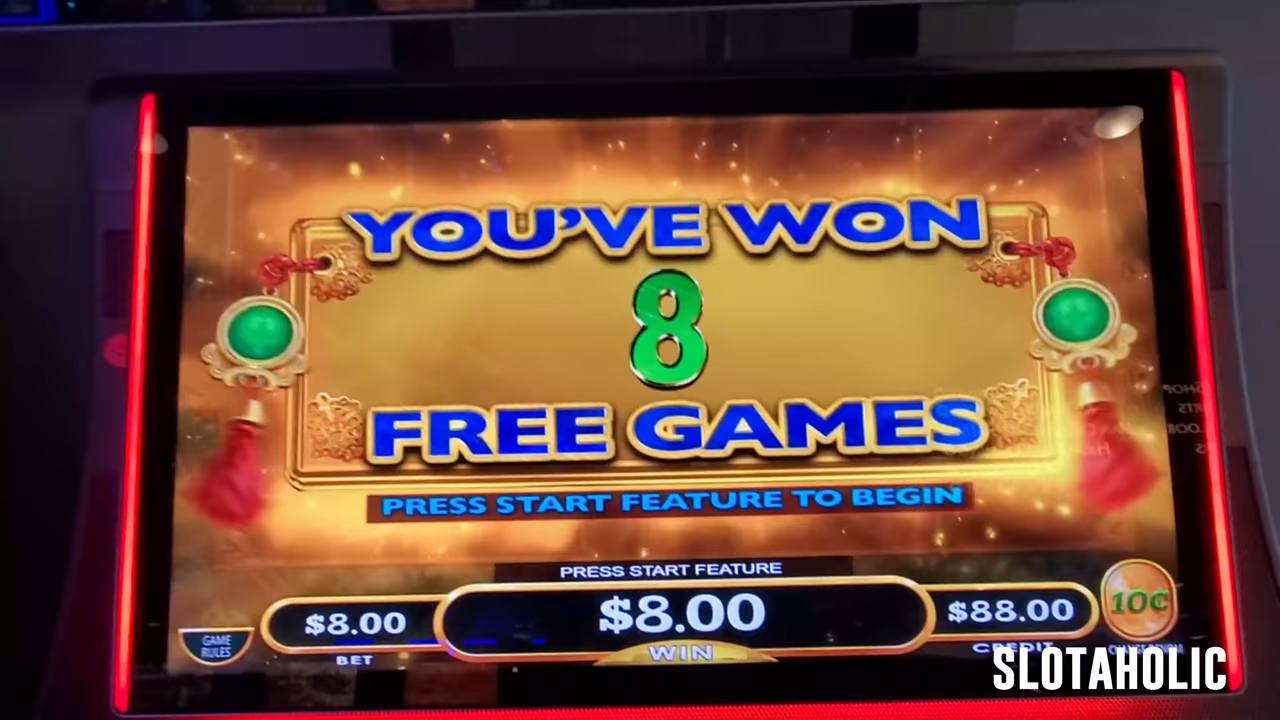 YOU'VE WON
8
FREE GAMES
PRESS START FEATURE TO BEGIN
PRESS START FEATURE
$8.00
$8.00
$88.00
10¢
GAME
RULES
BET
WIN
CREDIT
SLOTAHOLIC